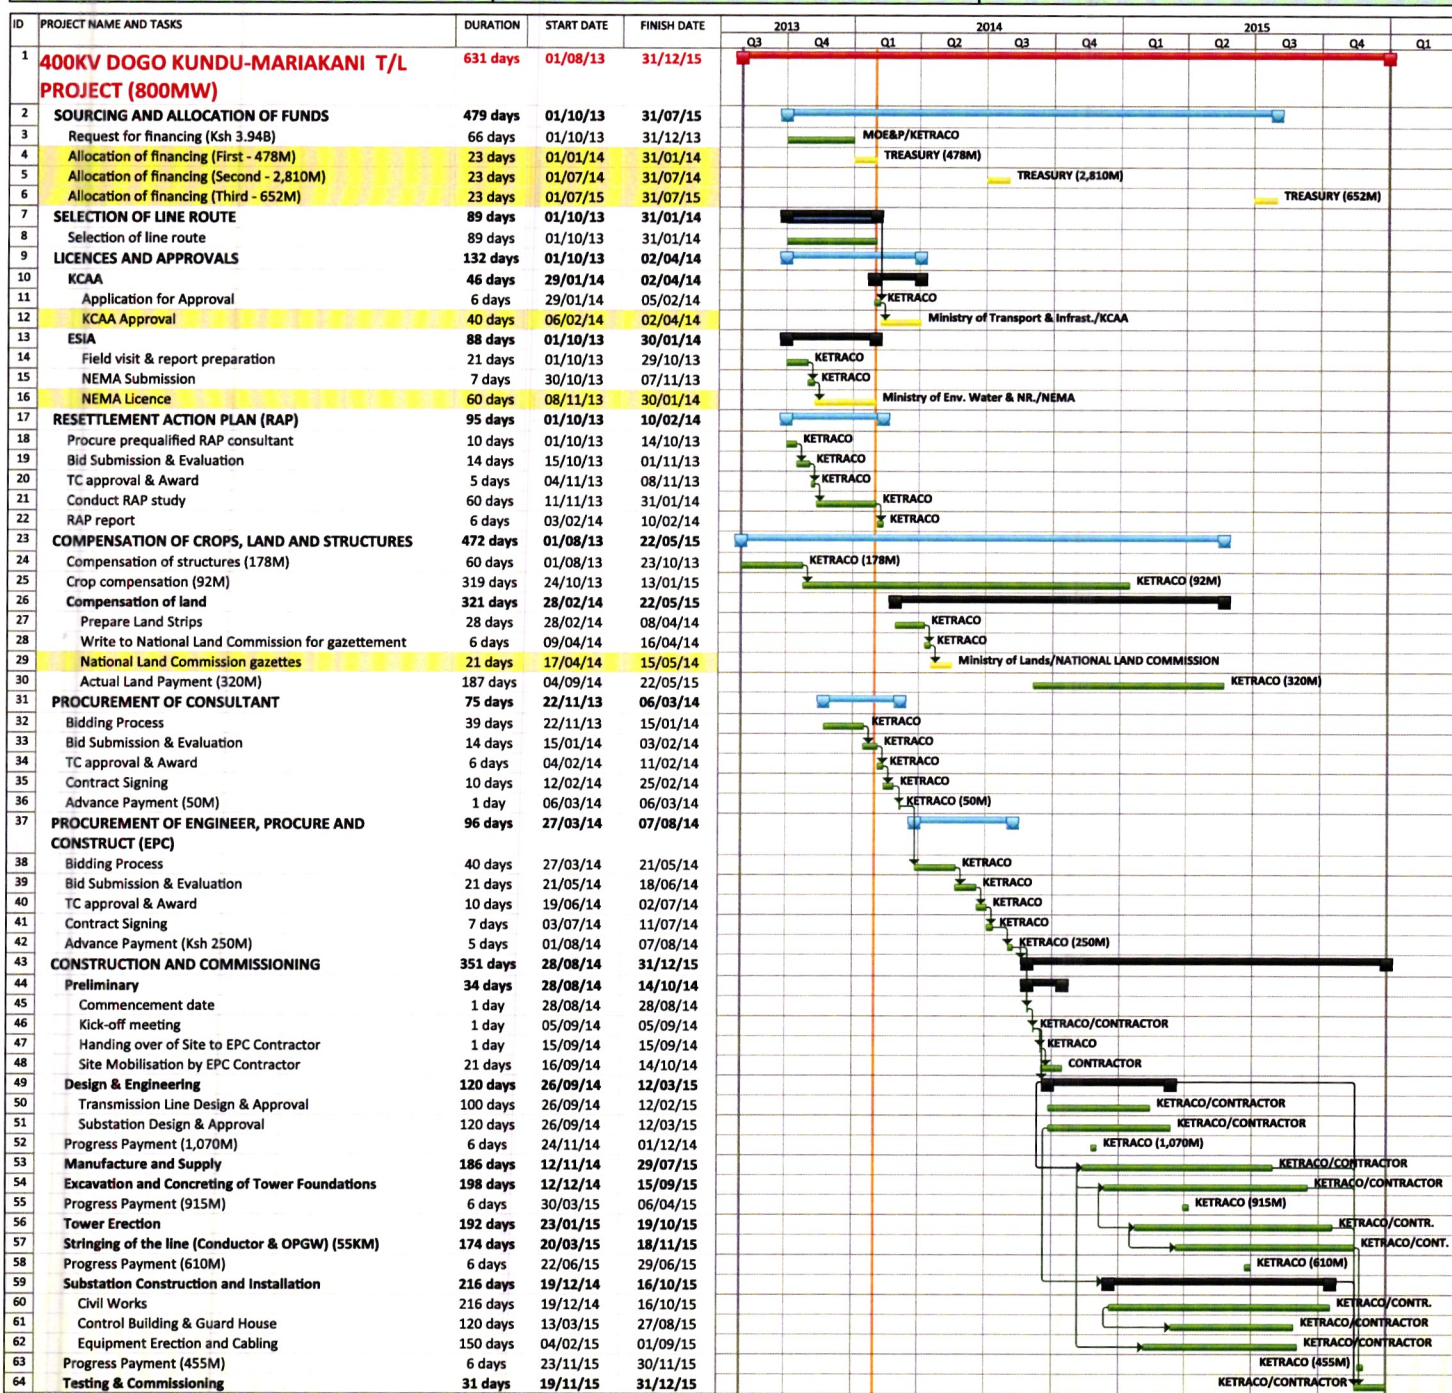 ID PROJECT NAME AND TASKS DURATION START DATE FINISH DATE 2013 2014 2015
Q3 Q4 Q1 Q2 Q3 Q4 Q1 Q2 Q3 Q4 Q1
1 400KV DOGO KUNDU-MARIAKANI T/L 631 days 01/08/13 31/12/15
PROJECT (800MW)
2 SOURCING AND ALLOCATION OF FUNDS 479 days 01/10/13 31/07/15
3 Request for financing (Ksh 3.94B) 66 days 01/10/13 31/12/13 MOE&P/KETRACO
4 Allocation of financing (First - 478M) 23 days 01/01/14 31/01/14 TREASURY (478M)
5 Allocation of financing (Second - 2,810M) 23 days 01/07/14 31/07/14 TREASURY (2,810M)
6 Allocation of financing (Third - 652M) 23 days 01/07/15 31/07/15 TREASURY (652M)
7 SELECTION OF LINE ROUTE 89 days 01/10/13 31/01/14
8 Selection of line route 89 days 01/10/13 31/01/14
9 LICENCES AND APPROVALS 132 days 01/10/13 02/04/14
10 KCAA 46 days 29/01/14 02/04/14
11 Application for Approval 6 days 29/01/14 05/02/14 KETRACO
12 KCAA Approval 40 days 06/02/14 02/04/14 Ministry of Transport & Infrast./KCAA
13 ESIA 88 days 01/10/13 30/01/14
14 Field visit & report preparation 21 days 01/10/13 29/10/13 KETRACO
15 NEMA Submission 7 days 30/10/13 07/11/13 KETRACO
16 NEMA Licence 60 days 08/11/13 30/01/14 Ministry of Env. Water & NR./NEMA
17 RESETTLEMENT ACTION PLAN (RAP) 95 days 01/10/13 10/02/14
18 Procure prequalified RAP consultant 10 days 01/10/13 14/10/13 KETRACO
19 Bid Submission & Evaluation 14 days 15/10/13 01/11/13 KETRACO
20 TC approval & Award 5 days 04/11/13 08/11/13 KETRACO
21 Conduct RAP study 60 days 11/11/13 31/01/14 KETRACO
22 RAP report 6 days 03/02/14 10/02/14 KETRACO
23 COMPENSATION OF CROPS, LAND AND STRUCTURES 472 days 01/08/13 22/05/15
24 Compensation of structures (178M) 60 days 01/08/13 23/10/13 KETRACO (178M)
25 Crop compensation (92M) 319 days 24/10/13 13/01/15 KETRACO (92M)
26 Compensation of land 321 days 28/02/14 22/05/15
27 Prepare Land Strips 28 days 28/02/14 08/04/14 KETRACO
28 Write to National Land Commission for gazettement 6 days 09/04/14 16/04/14 KETRACO
29 National Land Commission gazettes 21 days 17/04/14 15/05/14 Ministry of Lands/NATIONAL LAND COMMISSION
30 Actual Land Payment (320M) 187 days 04/09/14 22/05/15 KETRACO (320M)
31 PROCUREMENT OF CONSULTANT 75 days 22/11/13 06/03/14
32 Bidding Process 39 days 22/11/13 15/01/14 KETRACO
33 Bid Submission & Evaluation 14 days 15/01/14 03/02/14 KETRACO
34 TC approval & Award 6 days 04/02/14 11/02/14 KETRACO
35 Contract Signing 10 days 12/02/14 25/02/14 KETRACO
36 Advance Payment (50M) 1 day 06/03/14 06/03/14 KETRACO (50M)
37 PROCUREMENT OF ENGINEER, PROCURE AND 96 days 27/03/14 07/08/14
CONSTRUCT (EPC)
38 Bidding Process 40 days 27/03/14 21/05/14 KETRACO
39 Bid Submission & Evaluation 21 days 21/05/14 18/06/14 KETRACO
40 TC approval & Award 10 days 19/06/14 02/07/14 KETRACO
41 Contract Signing 7 days 03/07/14 11/07/14 KETRACO
42 Advance Payment (Ksh 250M) 5 days 01/08/14 07/08/14 KETRACO (250M)
43 CONSTRUCTION AND COMMISSIONING 351 days 28/08/14 31/12/15
44 Preliminary 34 days 28/08/14 14/10/14
45 Commencement date 1 day 28/08/14 28/08/14
46 Kick-off meeting 1 day 05/09/14 05/09/14 KETRACO/CONTRACTOR
47 Handing over of Site to EPC Contractor 1 day 15/09/14 15/09/14 KETRACO
48 Site Mobilisation by EPC Contractor 21 days 16/09/14 14/10/14 CONTRACTOR
49 Design & Engineering 120 days 26/09/14 12/03/15
50 Transmission Line Design & Approval 100 days 26/09/14 12/02/15 KETRACO/CONTRACTOR
51 Substation Design & Approval 120 days 26/09/14 12/03/15 KETRACO/CONTRACTOR
52 Progress Payment (1,070M) 6 days 24/11/14 01/12/14 KETRACO (1,070M)
53 Manufacture and Supply 186 days 12/11/14 29/07/15 KETRACO/CONTRACTOR
54 Excavation and Concreting of Tower Foundations 198 days 12/12/14 15/09/15 KETRACO/CONTRACTOR
55 Progress Payment (915M) 6 days 30/03/15 06/04/15 KETRACO (915M)
56 Tower Erection 192 days 23/01/15 19/10/15 KETRACO/CONTR.
57 Stringing of the line (Conductor & OPGW) (55KM) 174 days 20/03/15 18/11/15 KETRACO/CONT.
58 Progress Payment (610M) 6 days 22/06/15 29/06/15 KETRACO (610M)
59 Substation Construction and Installation 216 days 19/12/14 16/10/15
60 Civil Works 216 days 19/12/14 16/10/15 KETRACO/CONTR.
61 Control Building & Guard House 120 days 13/03/15 27/08/15 KETRACO/CONTRACTOR
62 Equipment Erection and Cabling 150 days 04/02/15 01/09/15 KETRACO/CONTRACTOR
63 Progress Payment (455M) 6 days 23/11/15 30/11/15 KETRACO (455M)
64 Testing & Commissioning 31 days 19/11/15 31/12/15 KETRACO/CONTRACTOR